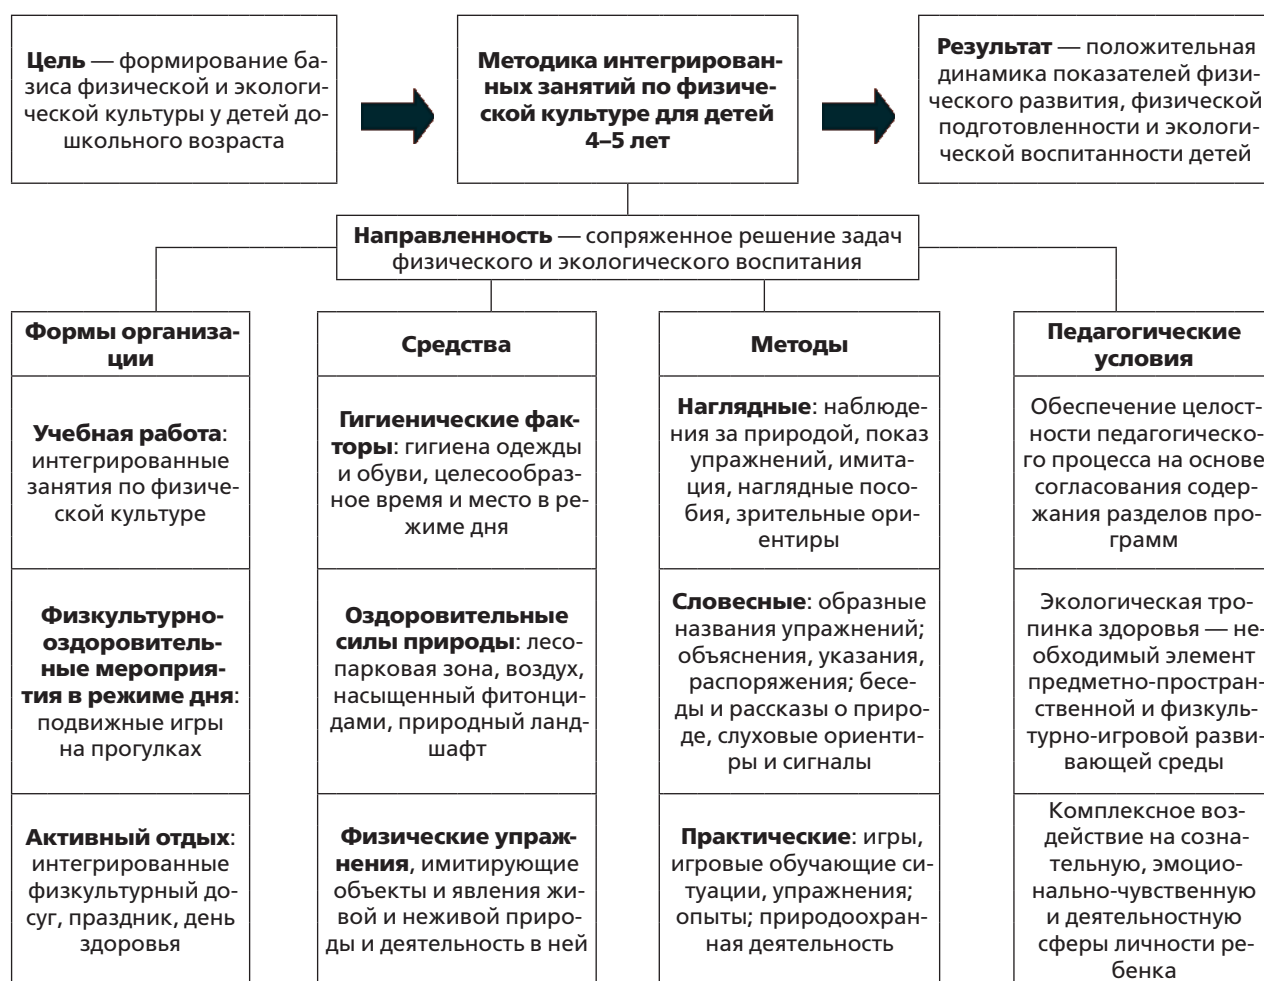 Цель — формирование ба-
зиса физической и экологи-
ческой культуры у детей до-
школьного возраста
Методика интегрирован-
ных занятий по физиче-
ской культуре для детей
4–5 лет
Результат — положительная
динамика показателей физи-
ческого развития, физической
подготовленности и экологи-
ческой воспитанности детей
Направленность — сопряженное решение задач
физического и экологического воспитания
Формы организа-
ции
Учебная работа:
интегрированные
занятия по физиче-
ской культуре
Физкультурно-
оздоровитель-
ные мероприя-
тия в режиме дня:
подвижные игры
на прогулках
Активный отдых:
интегрированные
физкультурный до-
суг, праздник, день
здоровья
Средства
Гигиенические фак-
торы: гигиена одежды
и обуви, целесообраз-
ное время и место в ре-
жиме дня
Оздоровительные
силы природы: лесо-
парковая зона, воздух,
насыщенный фитонци-
дами, природный ланд-
шафт
Физические упраж-
нения, имитирующие
объекты и явления жи-
вой и неживой приро-
ды и деятельность в ней
Методы
Наглядные: наблюде-
ния за природой, показ
упражнений, имита-
ция, наглядные посо-
бия, зрительные ори-
ентиры
Словесные: образные
названия упражнений;
объяснения, указания,
распоряжения; бесе-
ды и рассказы о приро-
де, слуховые ориенти-
ры и сигналы
Практические: игры,
игровые обучающие си-
туации, упражнения;
опыты; природоохран-
ная деятельность
Педагогические
условия
Обеспечение целост-
ности педагогическо-
го процесса на основе
согласования содер-
жания разделов про-
грамм
Экологическая тро-
пинка здоровья — не-
обходимый элемент
предметно-простран-
ственной и физкуль-
турно-игровой разви-
вающей среды
Комплексное воз-
действие на созна-
тельную, эмоцио-
нально-чувственную
и деятельностную
сферы личности ре-
бенка